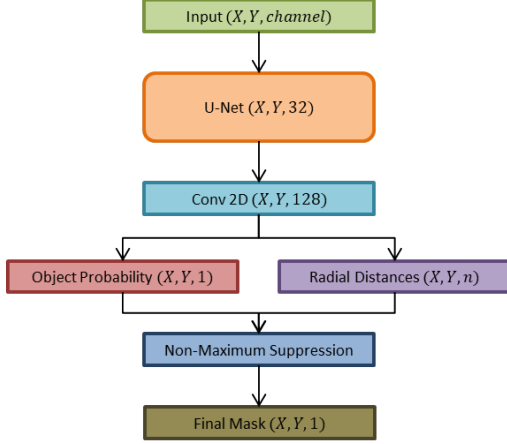 Input (X, Y, channel)
U-Net (X, Y, 32)
Conv 2D (X, Y, 128)
Object Probability (X, Y, 1)
Radial Distances (X, Y, n)
Non-Maximum Suppression
Final Mask (X, Y, 1)